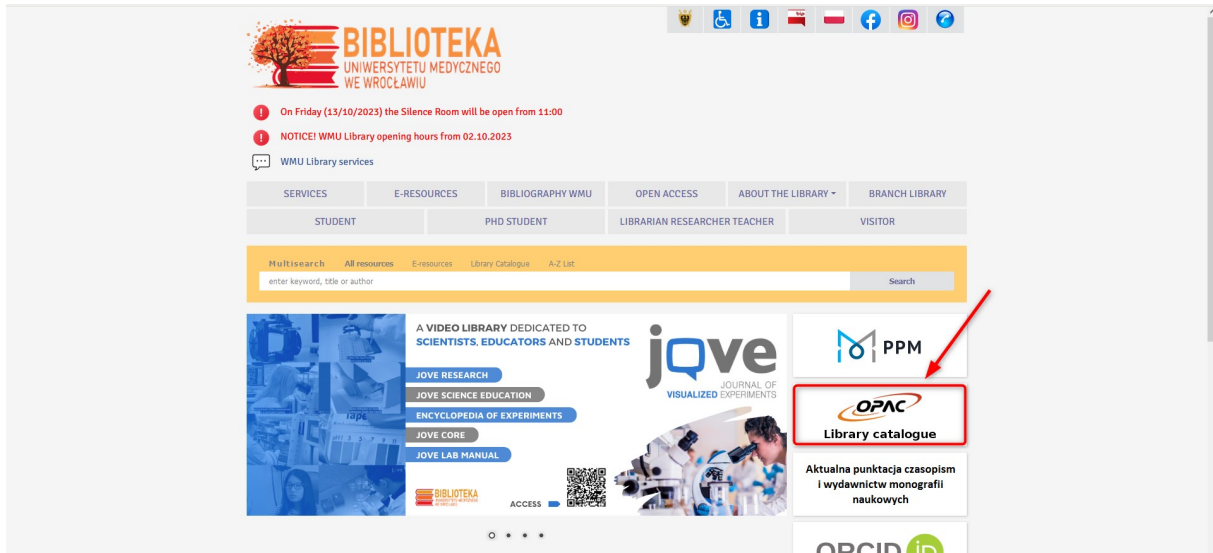 BIBLIOTEKA
UNIWERSYTETU MEDYCZNEGO
WE WROCŁAWIU
On Friday (13/10/2023) the Silence Room will be open from 11:00
NOTICE! WMU Library opening hours from 02.10.2023
WMU Library services
SERVICES E-RESOURCES BIBLIOGRAPHY WMU OPEN ACCESS ABOUT THE LIBRARY BRANCH LIBRARY
STUDENT PHD STUDENT LIBRARIAN RESEARCHER TEACHER VISITOR
Multisearch All resources E-resources Library Catalogue A-Z List
enter keyword, title or author Search
A VIDEO LIBRARY DEDICATED TO
SCIENTISTS, EDUCATORS AND STUDENTS
JOVE RESEARCH
JOVE SCIENCE EDUCATION
ENCYCLOPEDIA OF EXPERIMENTS
JOVE CORE
JOVE LAB MANUAL
BIBLIOTEKA
ACCESS
jove
JOURNAL OF
VISUALIZED EXPERIMENTS
PPM
OPAC
Library catalogue
Aktualna punktacja czasopism
i wydawnictw monografii
naukowych
ORCID iD